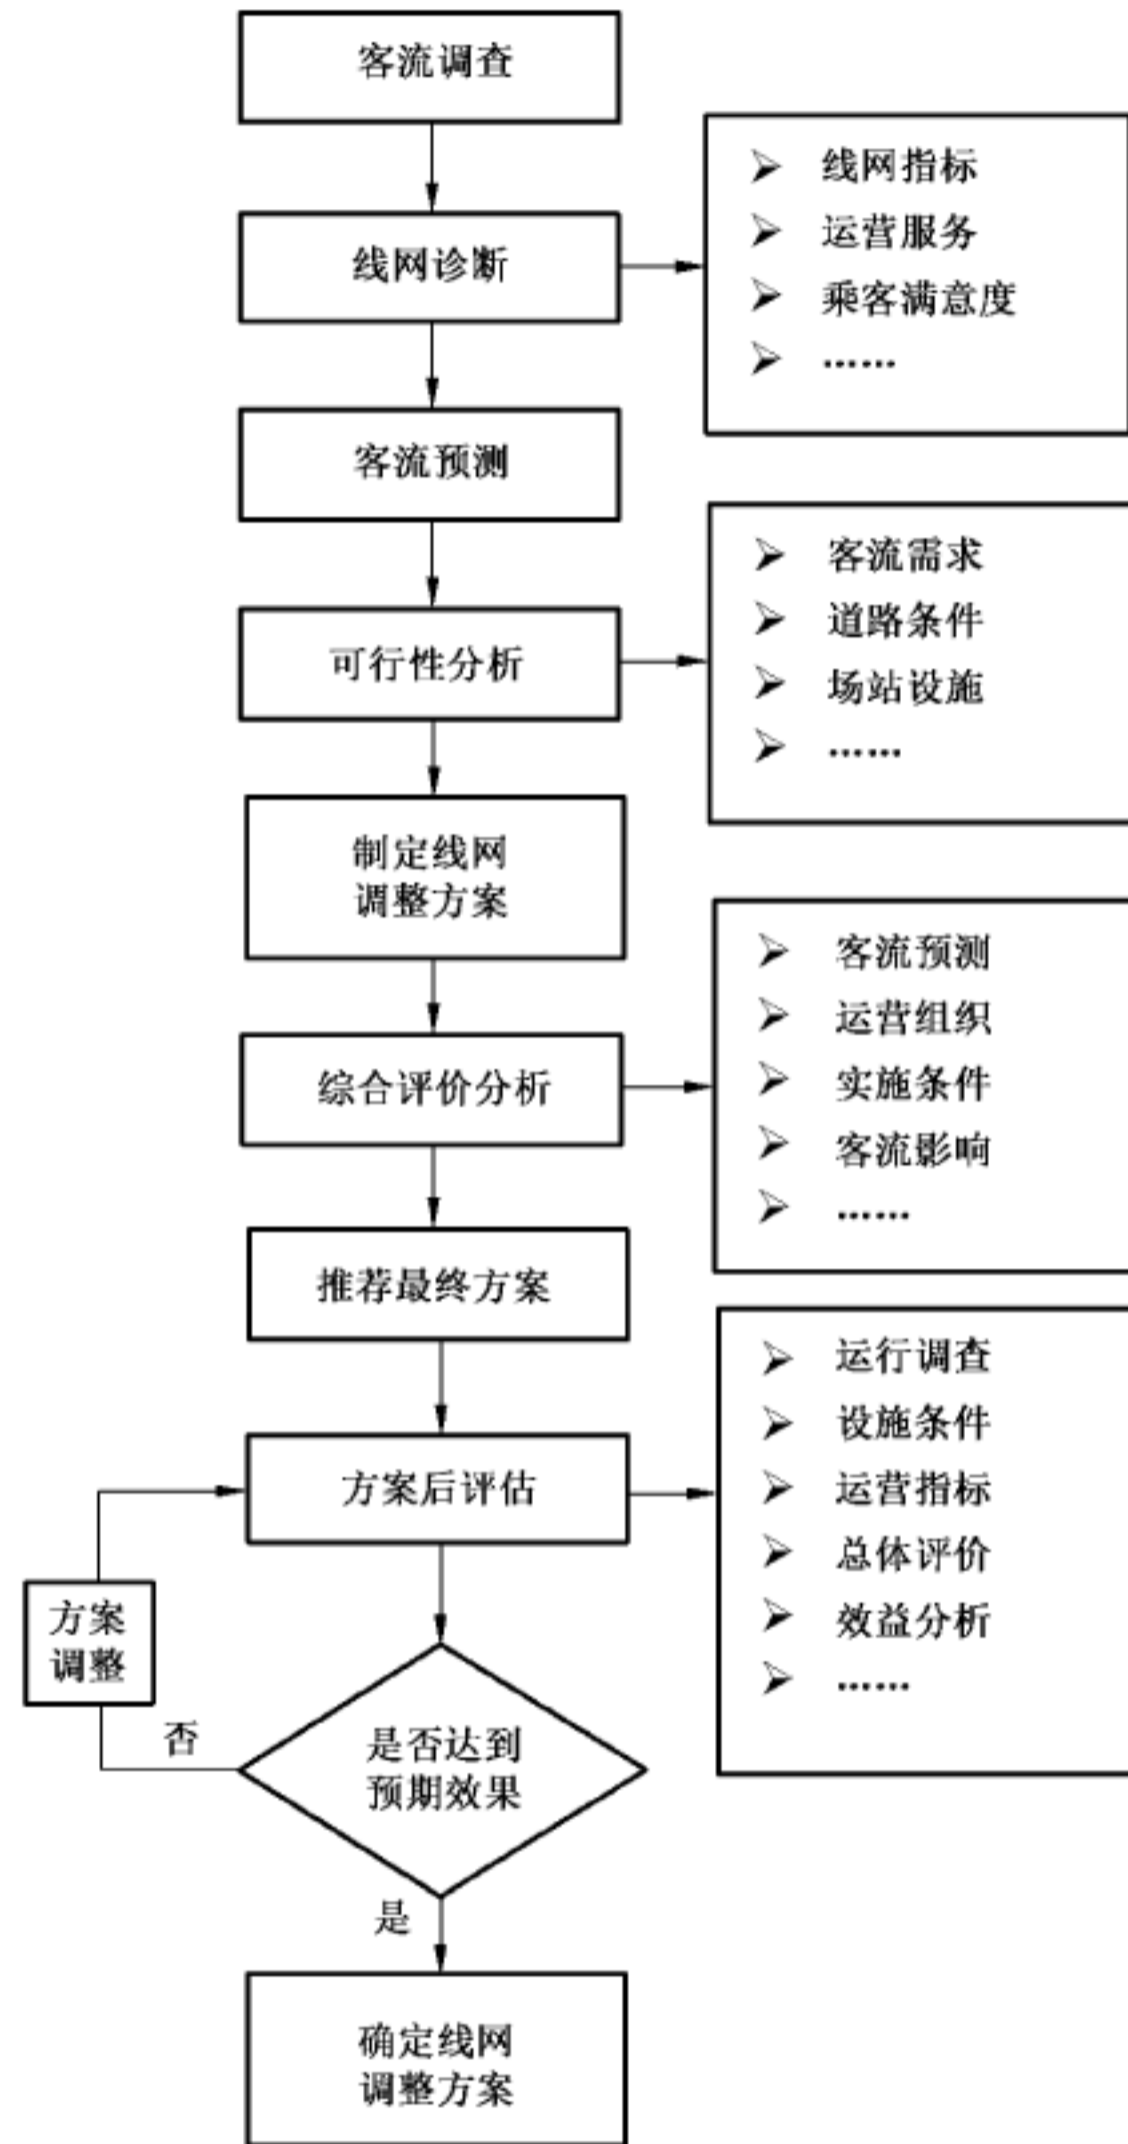 客流调查
线网诊断
线网指标
运营服务
乘客满意度
……
客流预测
可行性分析
客流需求
道路条件
场站设施
……
制定线网
调整方案
综合评价分析
客流预测
运营组织
实施条件
客流影响
……
推荐最终方案
方案后评估
运行调查
设施条件
运营指标
总体评价
效益分析
……
方案
调整
否
是否达到
预期效果
是
确定线网
调整方案